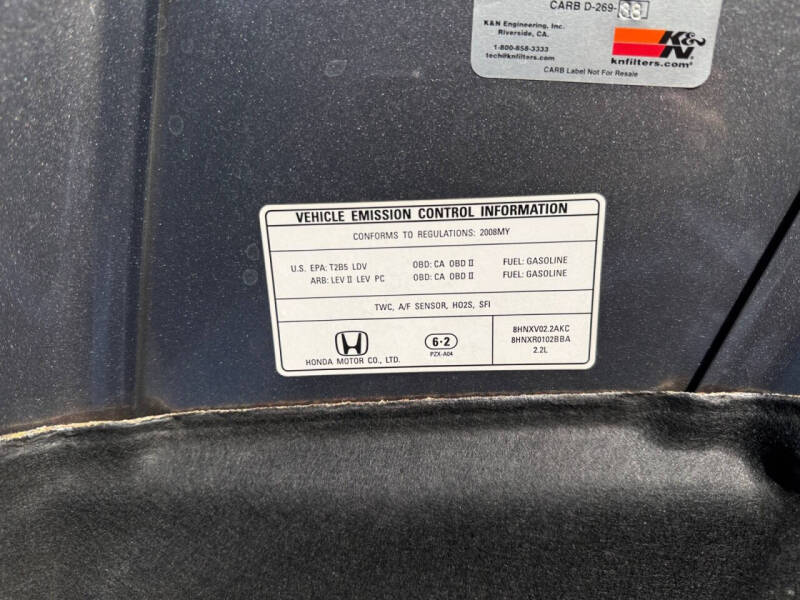 CARB D-269-38
K&N Engineering, Inc.
Riverside, CA.
1-800-858-3333
tech@knfilters.com
K&N
knfilters.com®
CARB Label Not For Resale
VEHICLE EMISSION CONTROL INFORMATION
CONFORMS TO REGULATIONS: 2008MY
U.S. EPA: T2B5 LDV OBD: CA OBD II FUEL: GASOLINE
ARB: LEV II LEV PC OBD: CA OBD II FUEL: GASOLINE
TWC, A/F SENSOR, HO2S, SFI
HONDA MOTOR CO., LTD.
6·2
PZX-A04
8HNXV02.2AKC
8HNXR0102BBA
2.2L